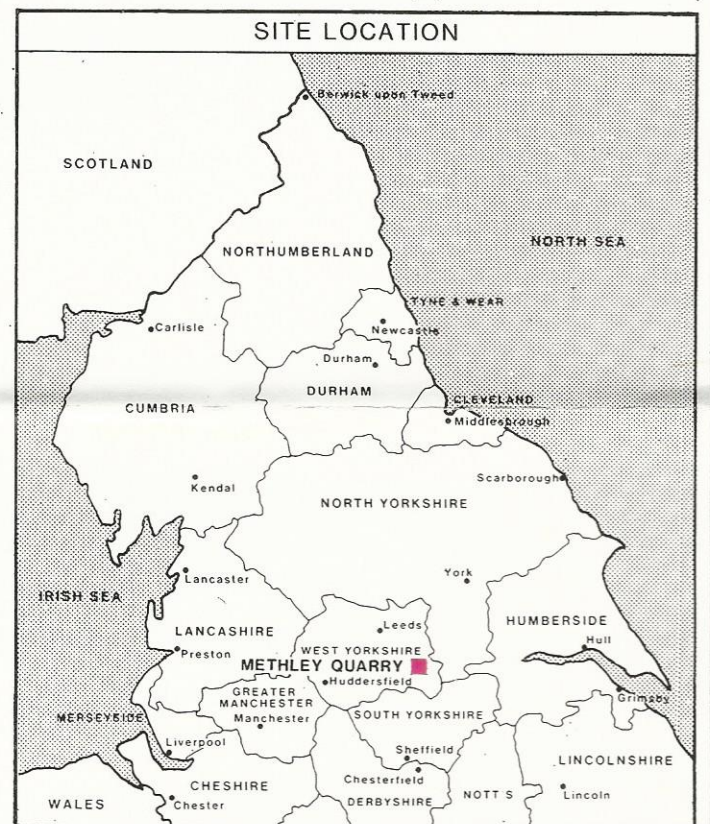 SITE LOCATION
Berwick upon Tweed
SCOTLAND
NORTH SEA
NORTHUMBERLAND
TYNE & WEAR
Carlisle
Newcastle
Durham
DURHAM
CLEVELAND
CUMBRIA
Middlesbrough
Scarborough
Kendal
NORTH YORKSHIRE
York
Lancaster
IRISH SEA
HUMBERSIDE
Leeds
LANCASHIRE
Hull
WEST YORKSHIRE
Preston
METHLEY QUARRY
Huddersfield
GREATER
MANCHESTER
Grimsby
SOUTH YORKSHIRE
MERSEYSIDE
Manchester
Liverpool
Sheffield
LINCOLNSHIRE
Chesterfield
CHESHIRE
NOTT'S
Lincoln
WALES
Chester
DERBYSHIRE